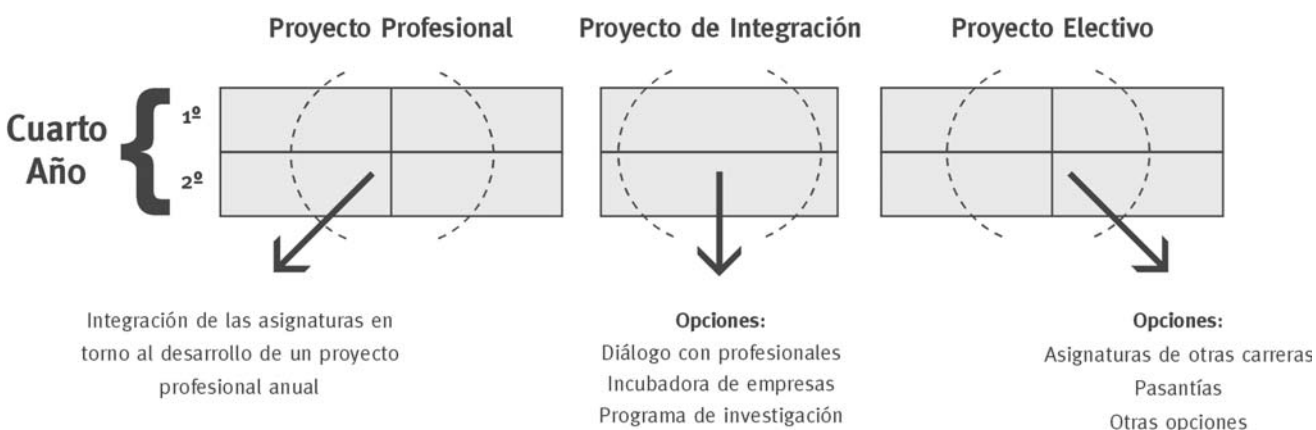 Proyecto Profesional
Proyecto de Integración
Proyecto Electivo
Cuarto
Año
{
1º
2º
Integración de las asignaturas en
torno al desarrollo de un proyecto
profesional anual
Opciones:
Diálogo con profesionales
Incubadora de empresas
Programa de investigación
Opciones:
Asignaturas de otras carreras
Pasantías
Otras opciones